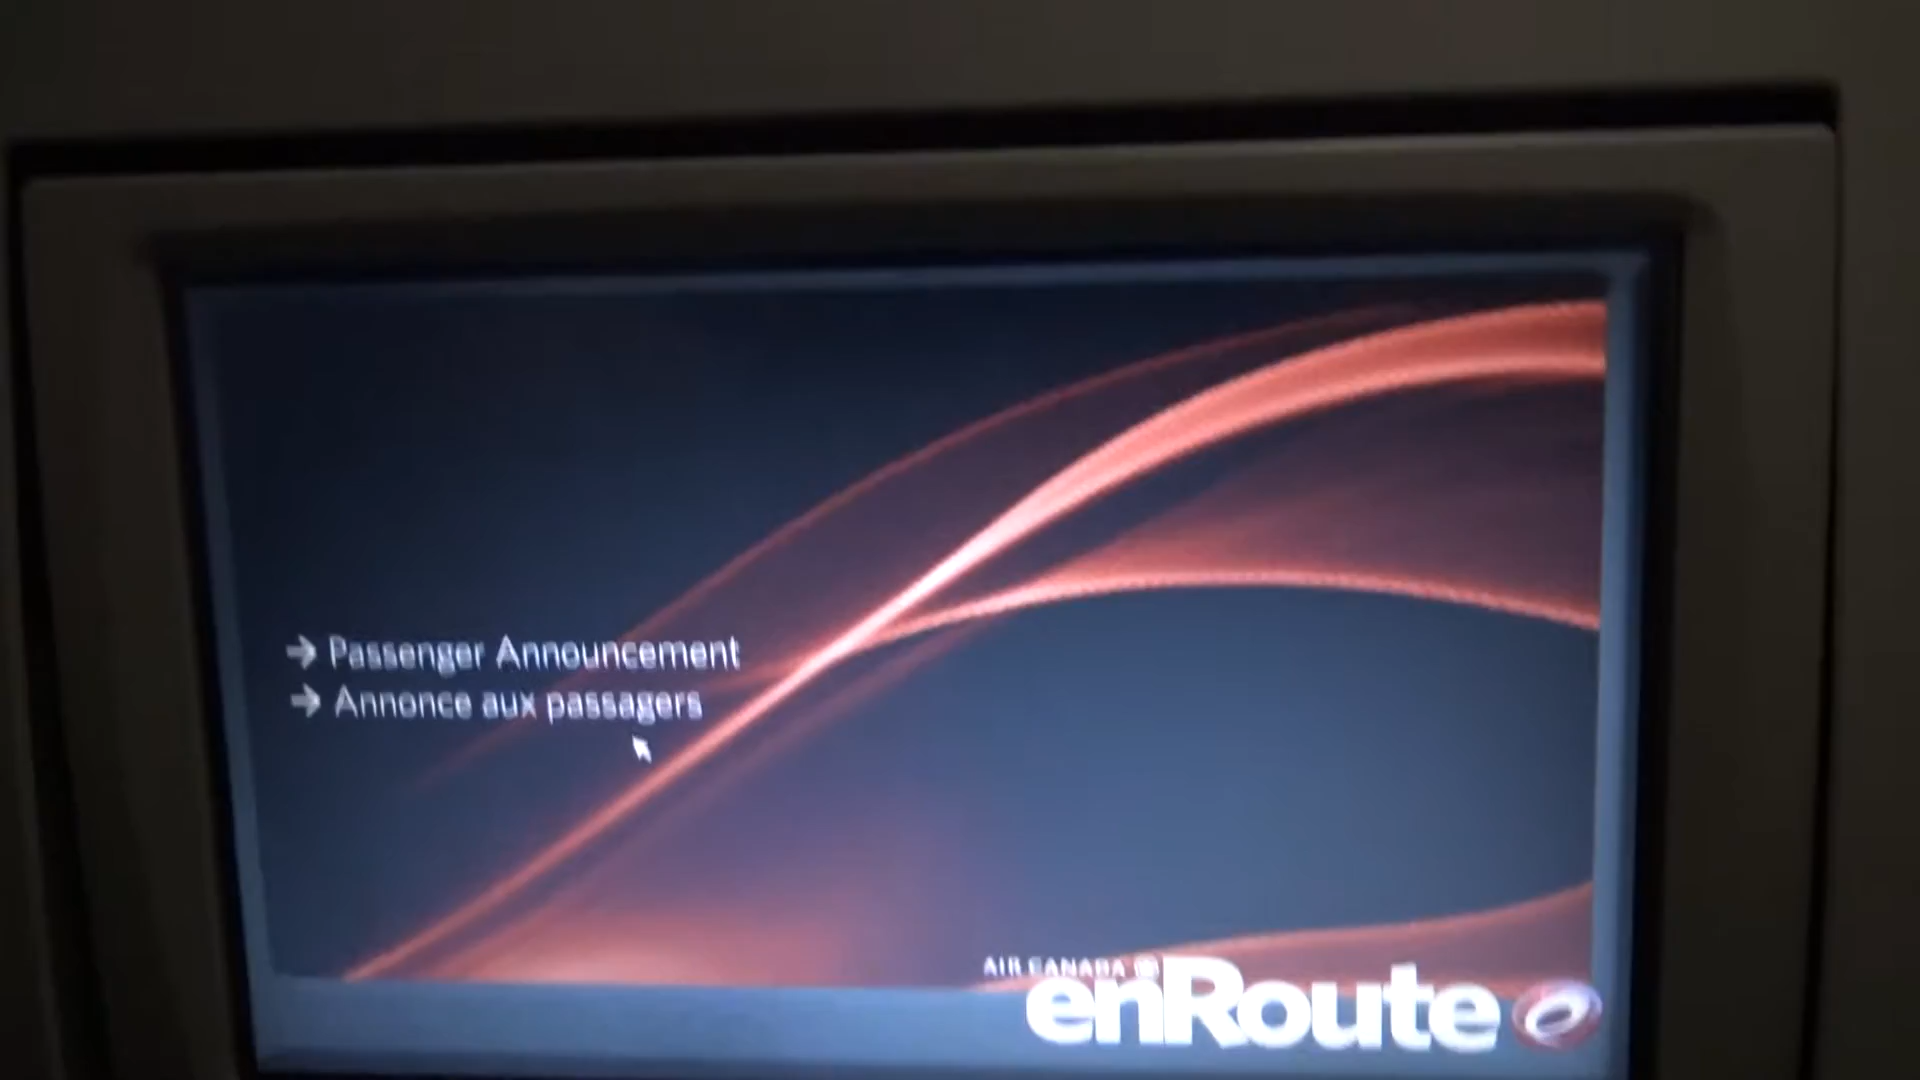 → Passenger Announcement
→ Annonce aux passagers
AIR CANADA
enRoute